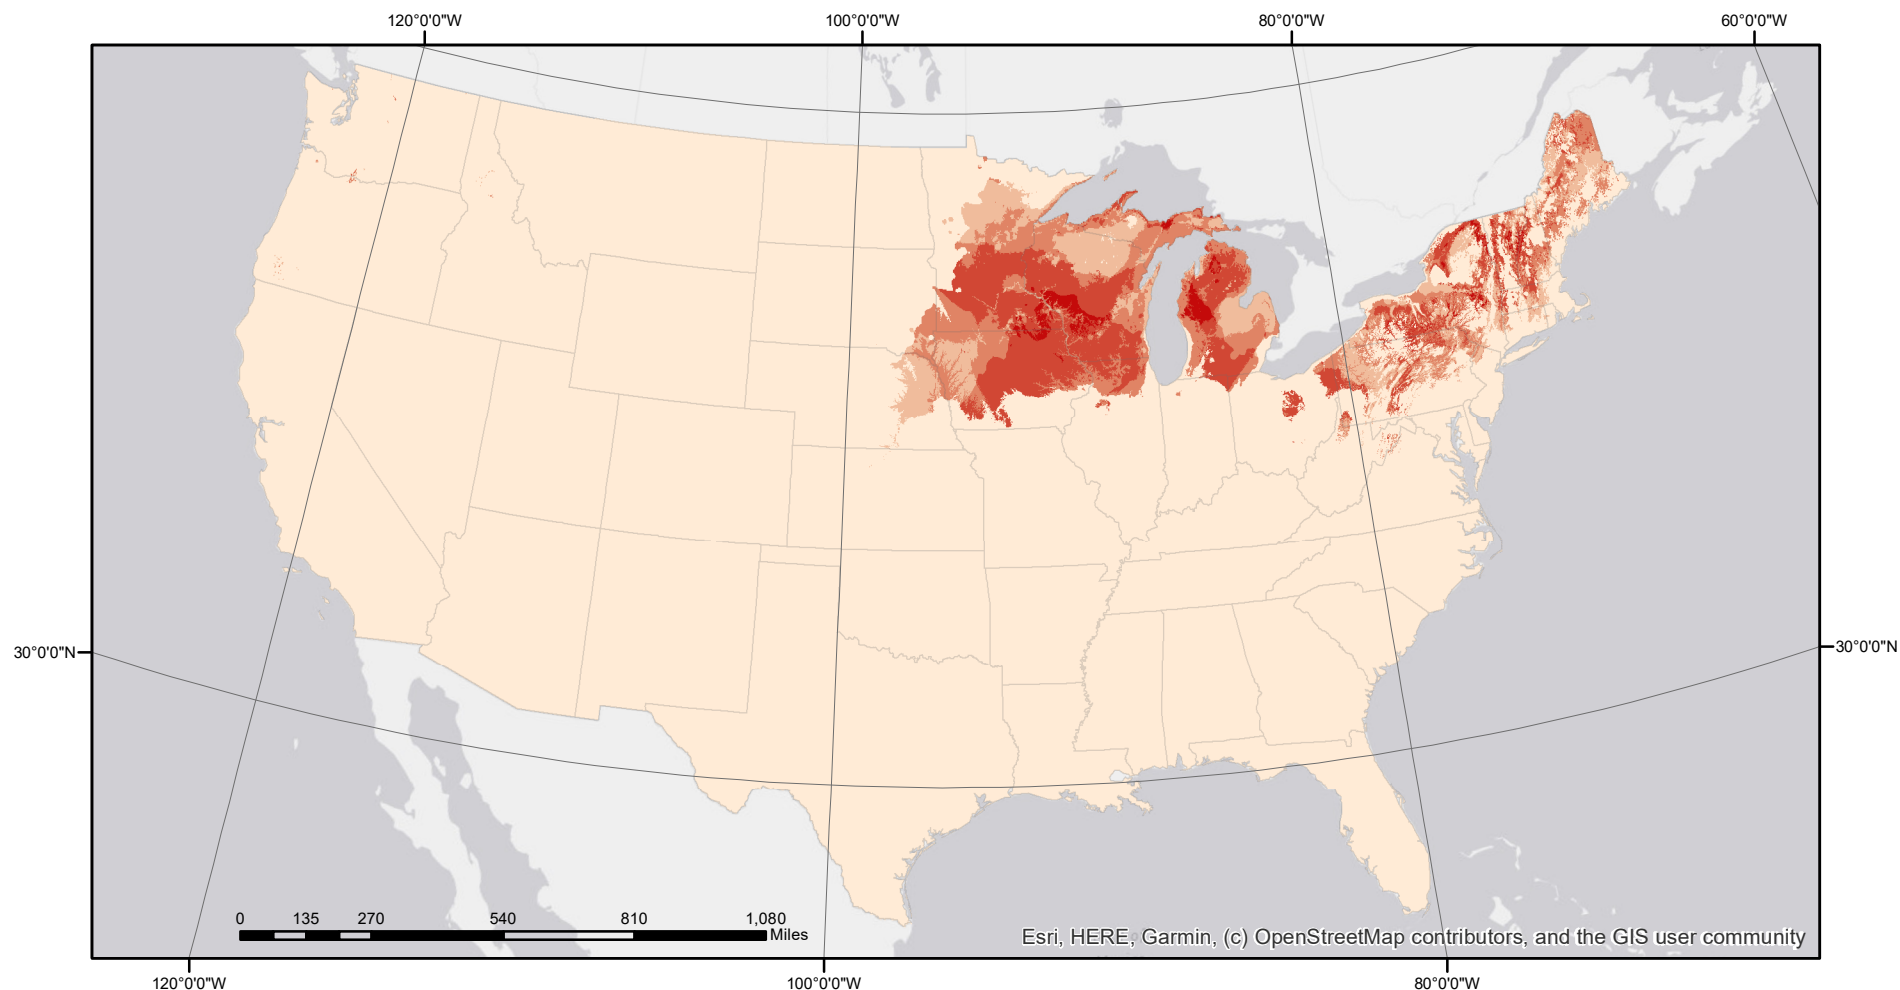 120°0'0"W 100°0'0"W 80°0'0"W 60°0'0"W
30°0'0"N 30°0'0"N
0 135 270 540 810 1,080
Miles
Esri, HERE, Garmin, (c) OpenStreetMap contributors, and the GIS user community
120°0'0"W 100°0'0"W 80°0'0"W